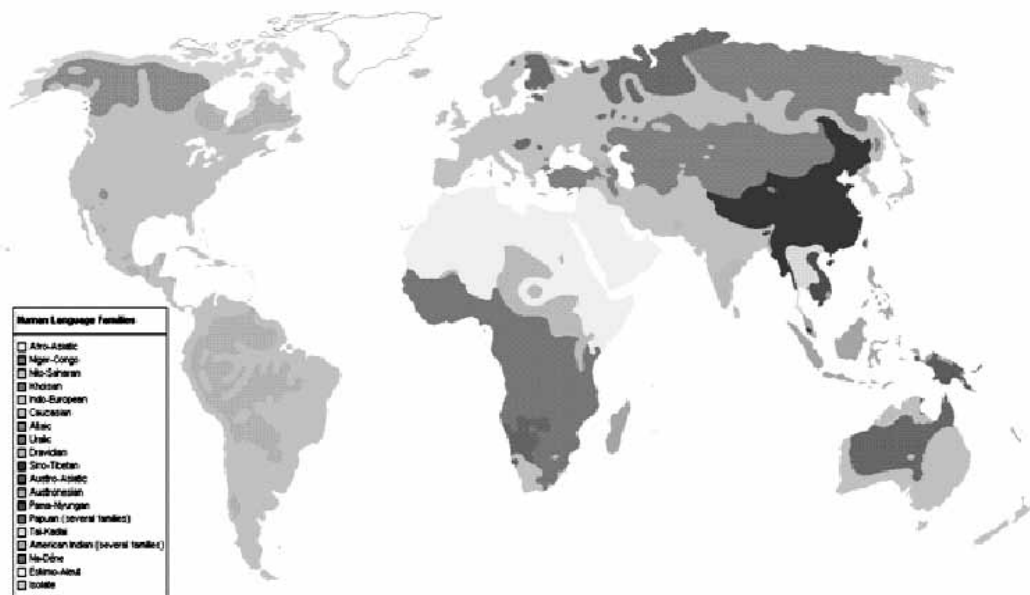 Human Language Families
Afro-Asiatic
Niger-Congo
Nilo-Saharan
Khoisan
Indo-European
Caucasian
Altaic
Uralic
Dravidian
Sino-Tibetan
Austro-Asiatic
Austronesian
Pama-Nyungan
Papuan (several families)
Tai-Kadai
American Indian (several families)
Na-Dêne
Eskimo-Aleut
Isolate